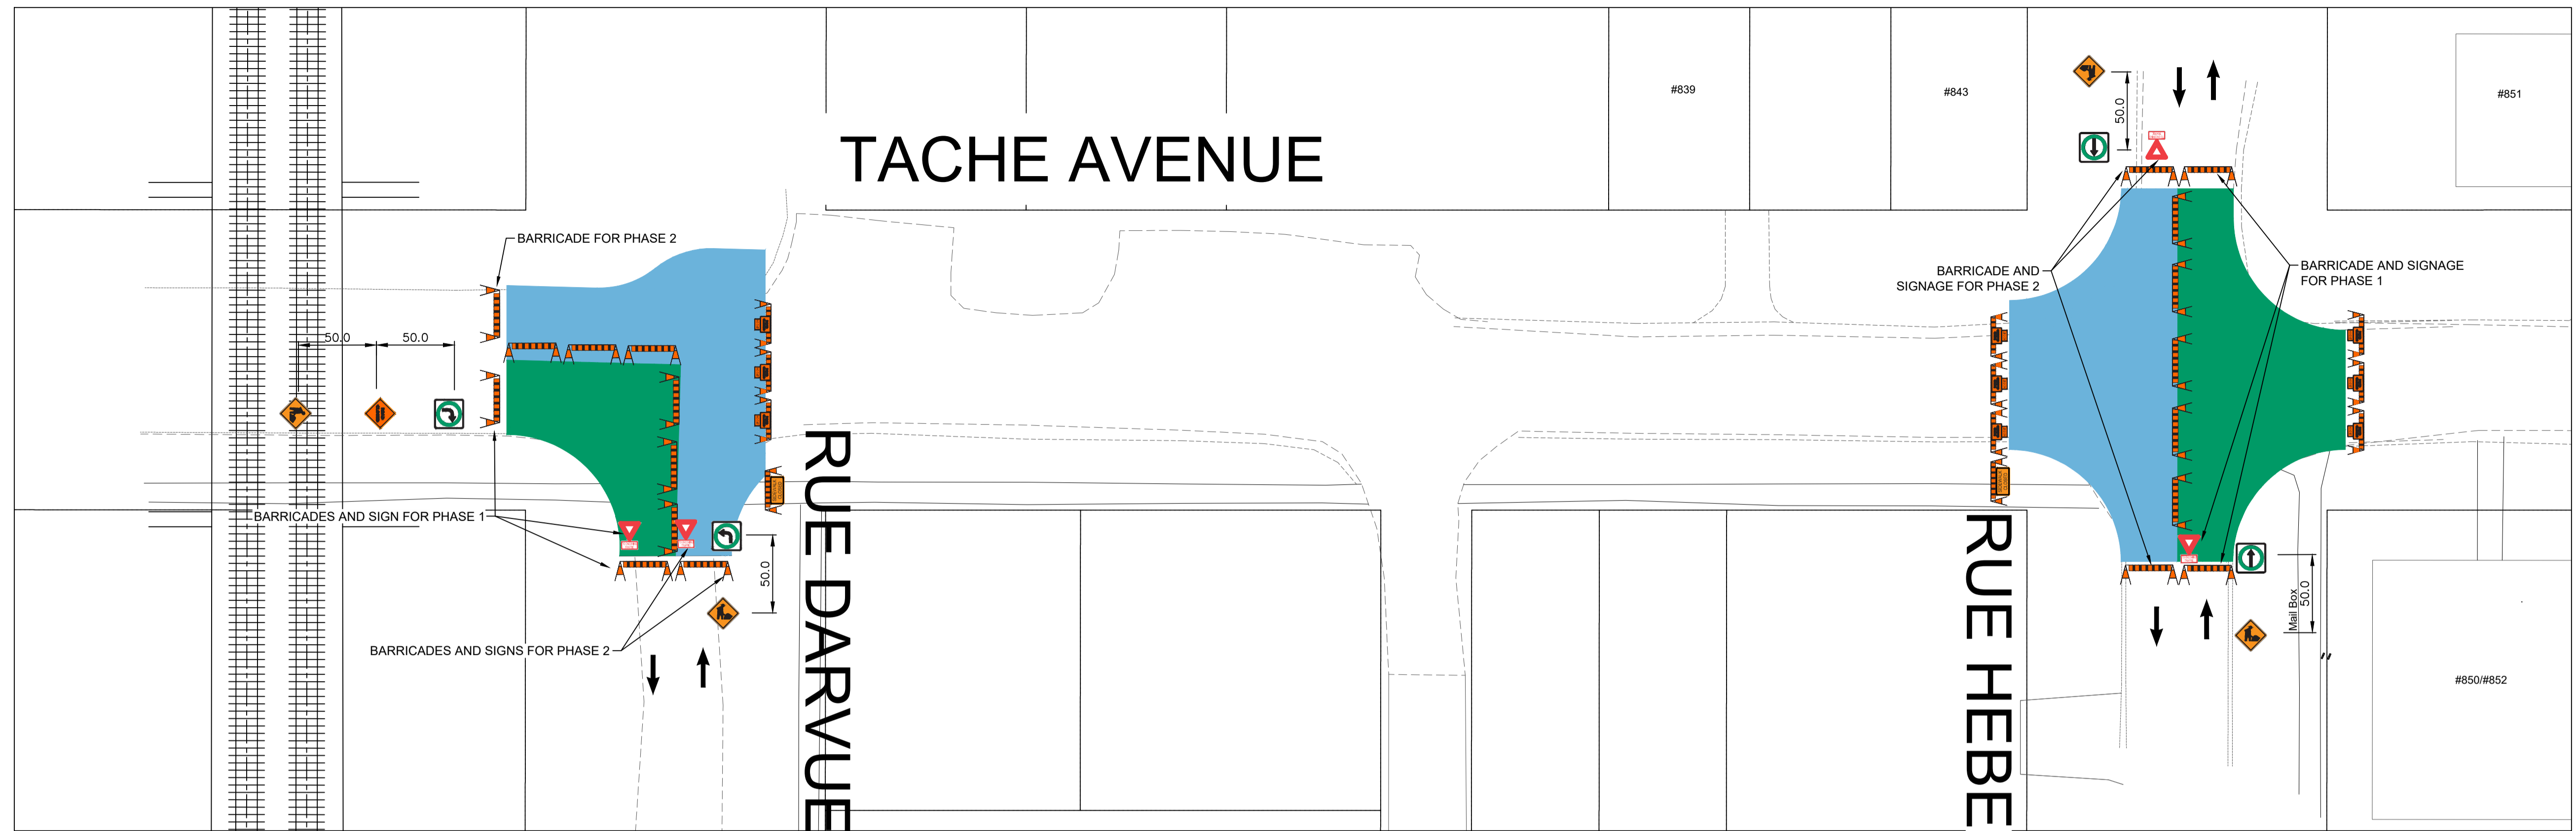 #839
#843
#851
50.0
TACHE AVENUE
BARRICADE FOR PHASE 2
BARRICADE AND
SIGNAGE FOR PHASE 2
BARRICADE AND SIGNAGE
FOR PHASE 1
50.0
50.0
RUE DARVUE
BARRICADES AND SIGN FOR PHASE 1
RUE HEBE
50.0
Mail Box
50.0
BARRICADES AND SIGNS FOR PHASE 2
#850/#852